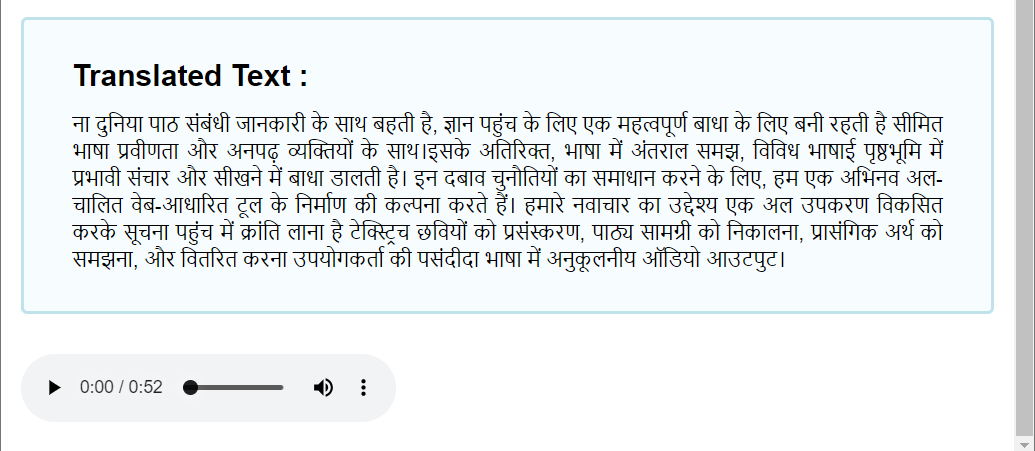 Translated Text :
ना दुनिया पाठ संबंधी जानकारी के साथ बहती है, ज्ञान पहुंच के लिए एक महत्वपूर्ण बाधा के लिए बनी रहती है सीमित
भाषा प्रवीणता और अनपढ़ व्यक्तियों के साथ।इसके अतिरिक्त, भाषा में अंतराल समझ, विविध भाषाई पृष्ठभूमि में
प्रभावी संचार और सीखने में बाधा डालती है। इन दबाव चुनौतियों का समाधान करने के लिए, हम एक अभिनव अल-
चालित वेब-आधारित टूल के निर्माण की कल्पना करते हैं। हमारे नवाचार का उद्देश्य एक अल उपकरण विकसित
करके सूचना पहुंच में क्रांति लाना है टेक्स्ट्रिच छवियों को प्रसंस्करण, पाठ्य सामग्री को निकालना, प्रासंगिक अर्थ को
समझना, और वितरित करना उपयोगकर्ता की पसंदीदा भाषा में अनुकूलनीय ऑडियो आउटपुट।
0:00 / 0:52